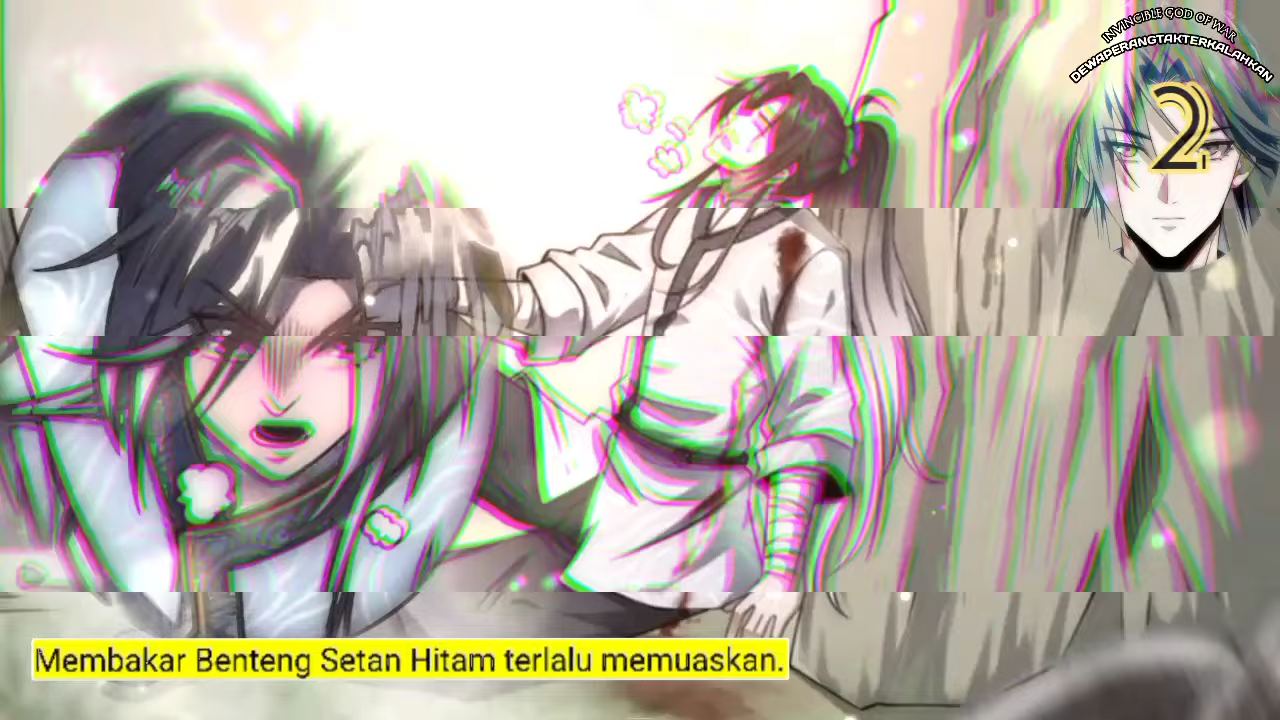 INVINCIBLE GOD OF WAR
DEWAPERANGTAKTERKALAHKAN
2
Membakar Benteng Setan Hitam terlalu memuaskan.